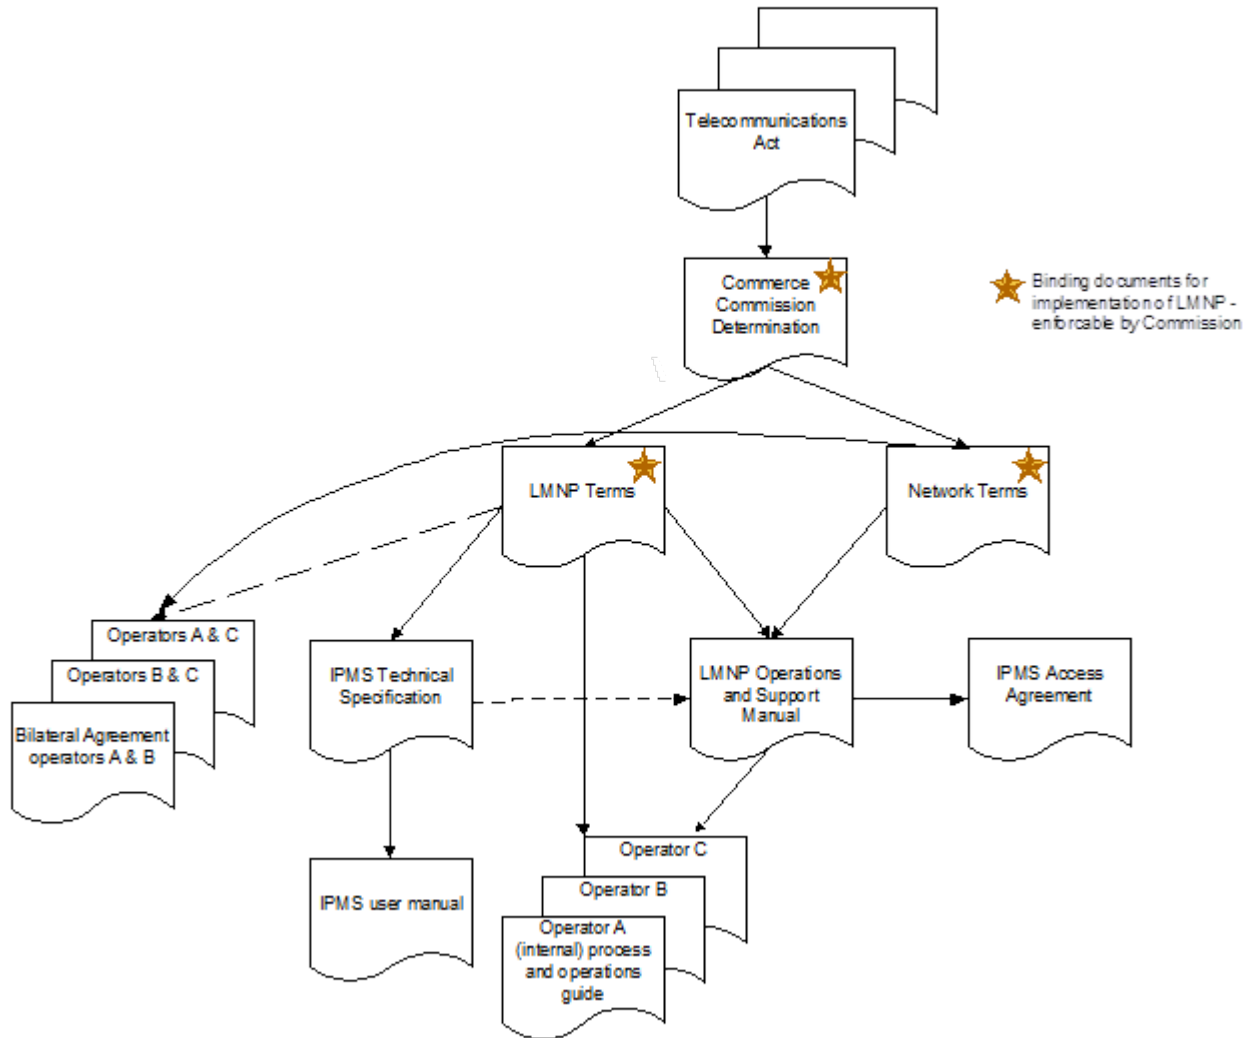 Telecommunications
Act
Commerce
Commission
Determination
Binding documents for
implementation of LMNP -
enforcable by Commission
LMNP Terms
Network Terms
Operators A & C
Operators B & C
Bilateral Agreement
operators A & B
IPMS Technical
Specification
LMNP Operations
and Support
Manual
IPMS Access
Agreement
IPMS user manual
Operator C
Operator B
Operator A
(internal) process
and operations
guide